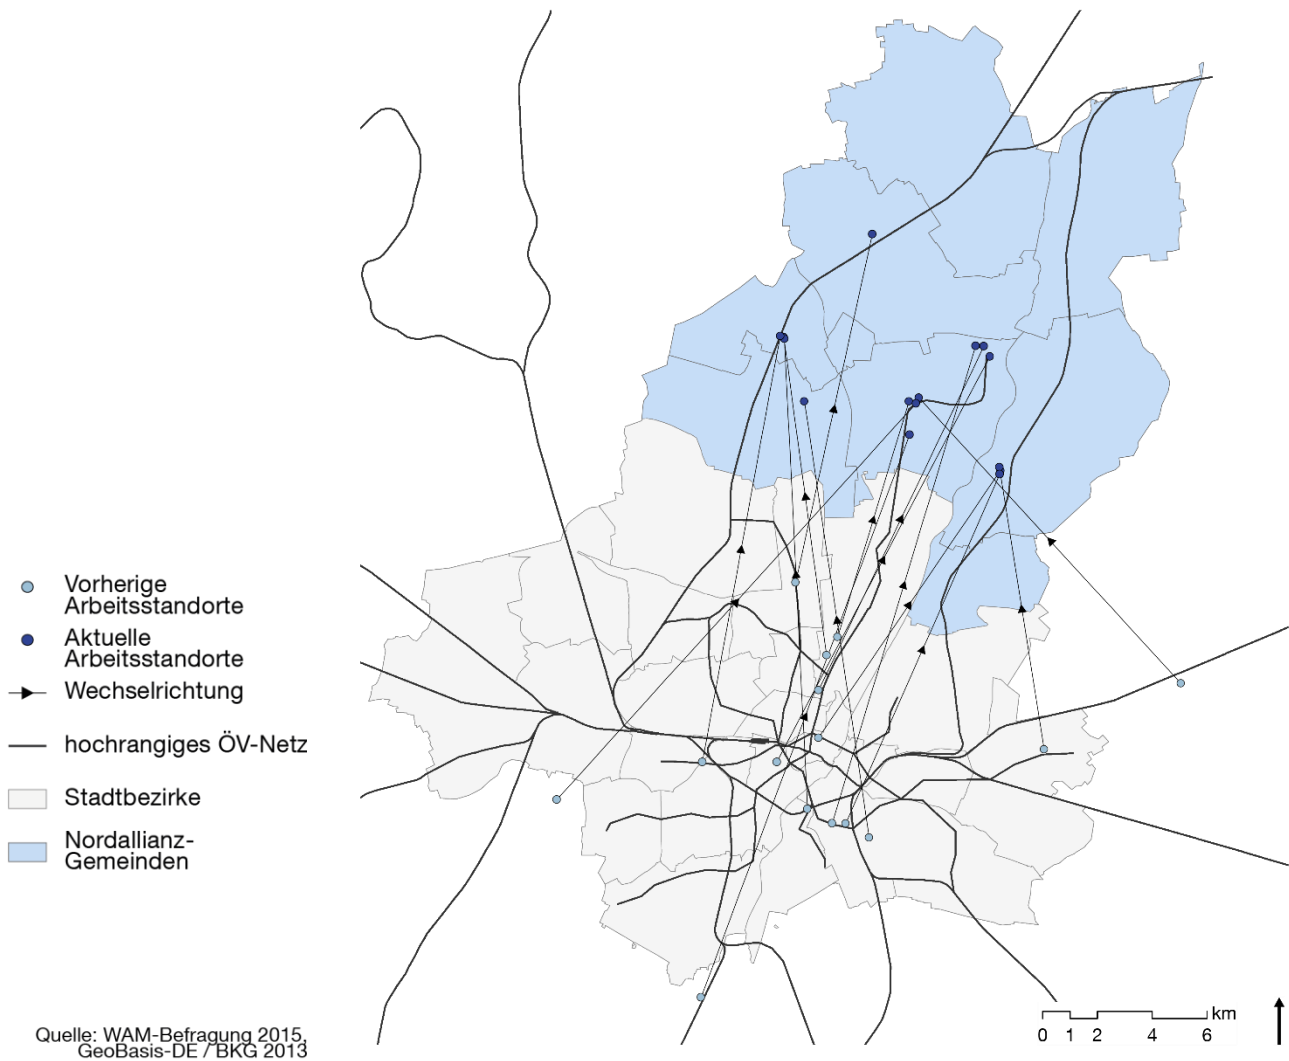 Vorherige
Arbeitsstandorte
Aktuelle
Arbeitsstandorte
Wechselrichtung
hochrangiges ÖV-Netz
Stadtbezirke
Nordallianz-
Gemeinden
Quelle: WAM-Befragung 2015,
GeoBasis-DE / BKG 2013
km
0 1 2 4 6